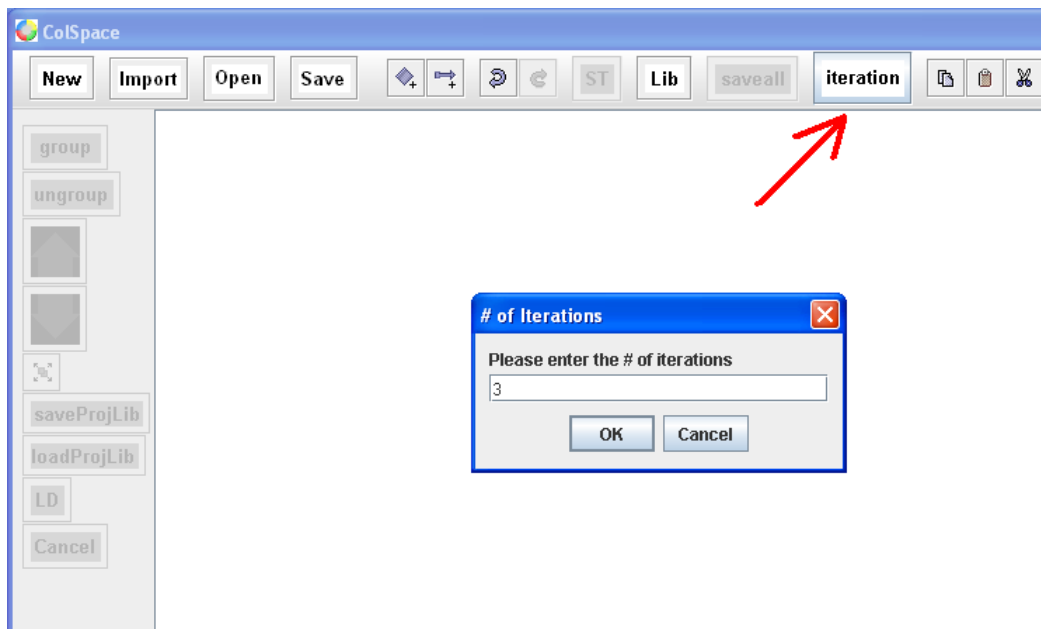 ColSpace
New Import Open Save ST Lib saveall iteration
group
ungroup
saveProjLib
loadProjLib
LD
Cancel
# of Iterations
Please enter the # of iterations
3
OK Cancel